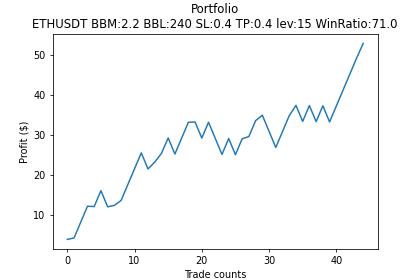 Portfolio
ETHUSDT BBM:2.2 BBL:240 SL:0.4 TP:0.4 lev:15 WinRatio:71.0
Profit ($)
50
40
30
20
10
0 10 20 30 40
Trade counts